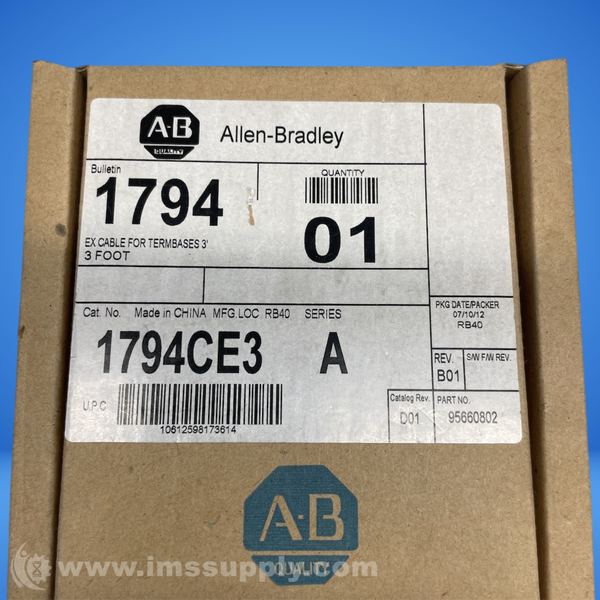 A-B
QUALITY
Allen-Bradley
Bulletin
1794
EX CABLE FOR TERMBASES 3'
3 FOOT
QUANTITY
01
Cat. No. Made in CHINA MFG.LOC RB40 SERIES
1794CE3 A
U.P.C
10612598173614
PKG DATE/PACKER
07/10/12
RB40
REV.
B01
S/W F/W REV.
Catalog Rev.
D01
PART NO.
95660802
A-B
QUALITY
www.imssupply.com